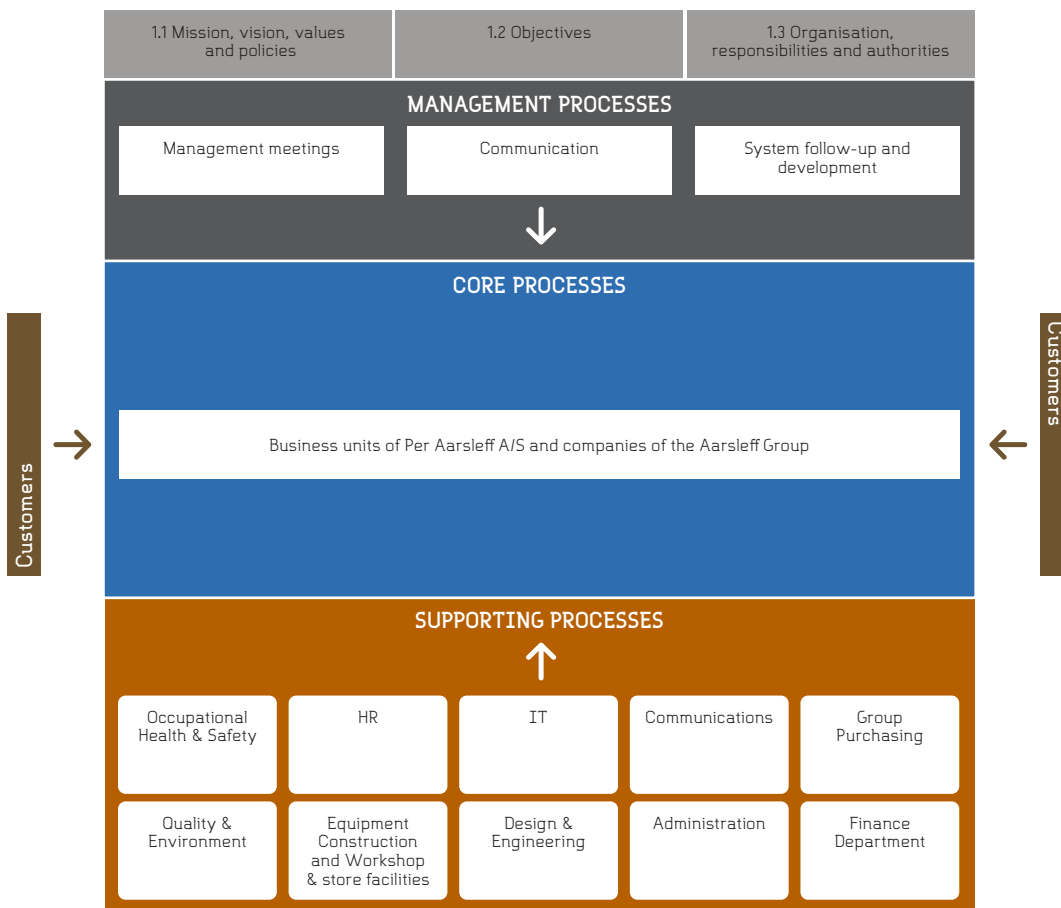 1.1 Mission, vision, values
and policies
1.2 Objectives
1.3 Organisation,
responsibilities and authorities
MANAGEMENT PROCESSES
Management meetings
Communication
System follow-up and
development
CORE PROCESSES
Customers
Business units of Per Aarsleff A/S and companies of the Aarsleff Group
Customers
SUPPORTING PROCESSES
Occupational
Health & Safety
HR
IT
Communications
Group
Purchasing
Quality &
Environment
Equipment
Construction
and Workshop
& store facilities
Design &
Engineering
Administration
Finance
Department